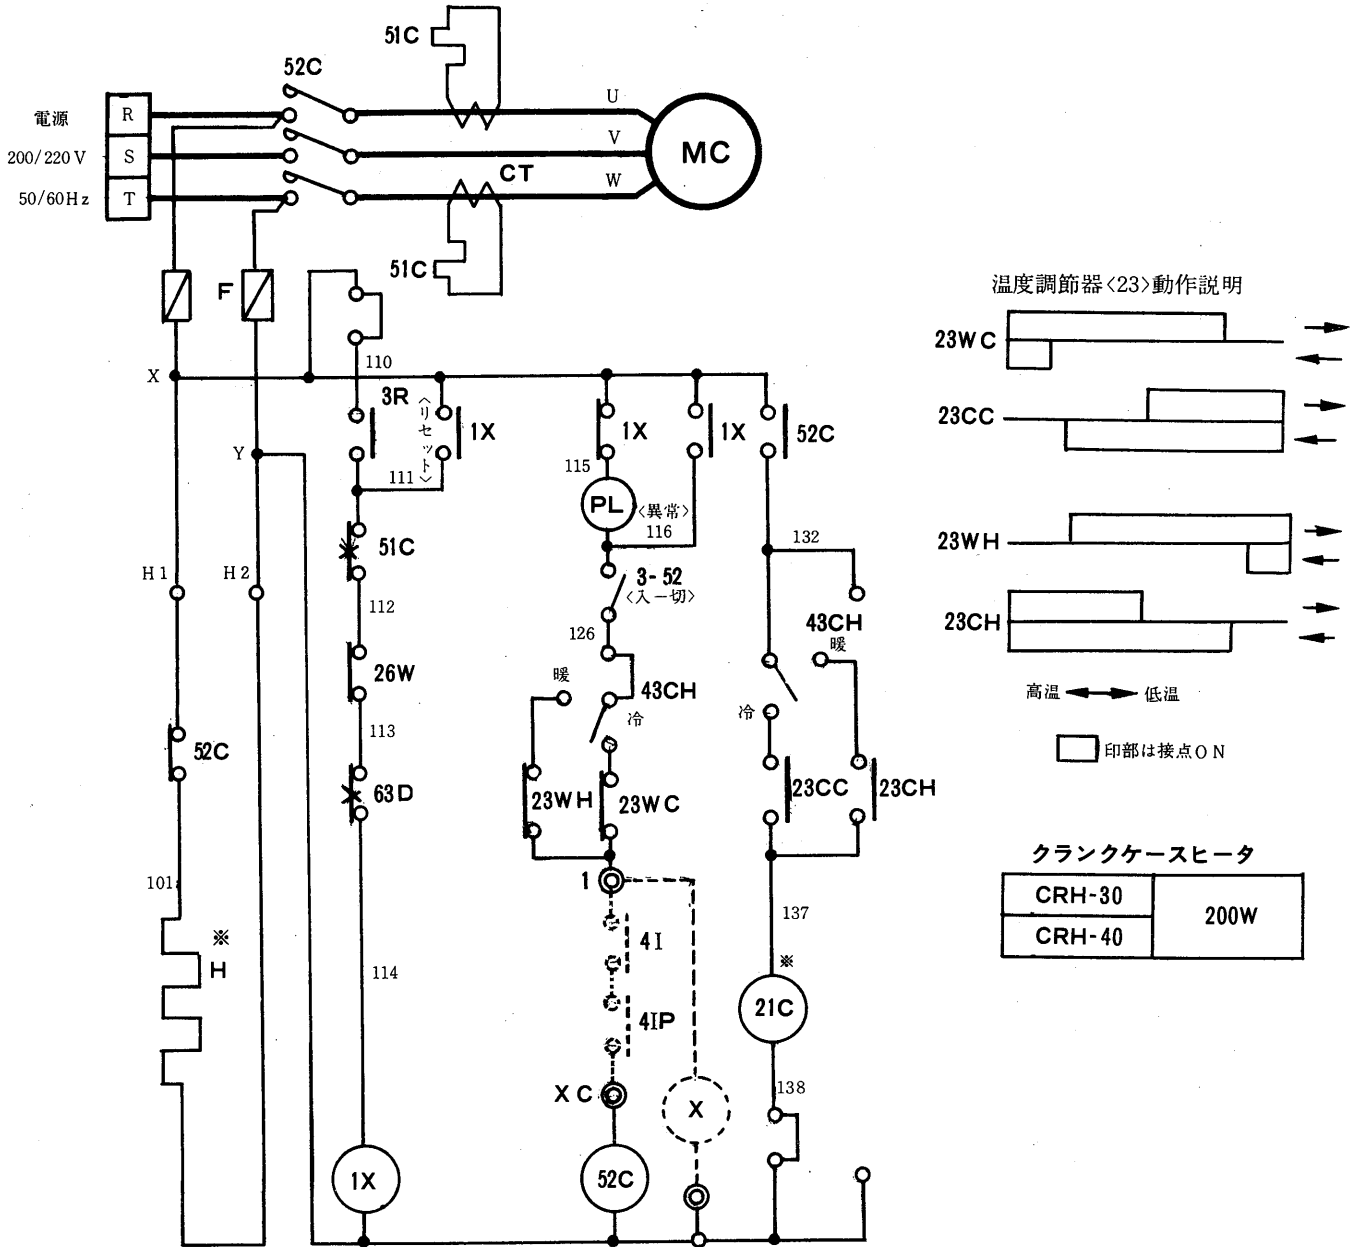 51C
52C
電源
200/220V
50/60Hz
R
S
T
U
V
W
CT
MC
51C
F
X
110
3R
〈リセット〉
1X
111
Y
51C
112
26W
113
63D
114
1X
H1
H2
52C
101
※
H
1X
115
PL
〈異常〉
116
1X
3-52
〈入-切〉
126
43CH
暖
冷
23WH
23WC
1
4I
4IP
XC
X
52C
52C
132
43CH
暖
冷
23CC
23CH
137
※
21C
138
温度調節器〈23〉動作説明
23WC
23CC
23WH
23CH
高温 ←→ 低温
印部は接点ON
クランクケースヒータ
CRH-30
200W
CRH-40